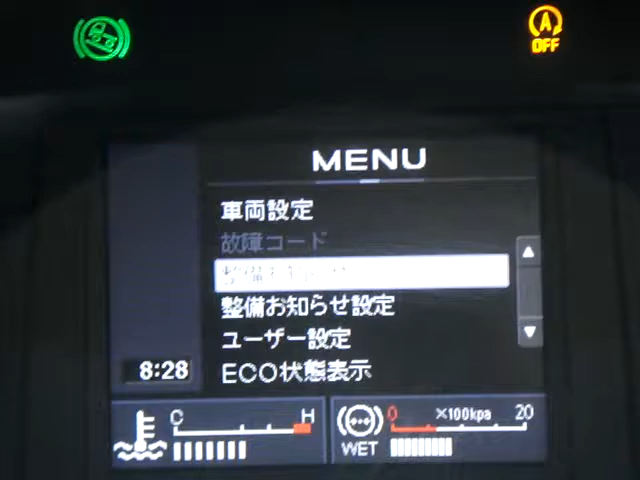 A
OFF
MENU
車両設定
故障コード
整備お知らせ設定
ユーザー設定
8:28
ECO状態表示
C
H
0
×100kpa
20
WET